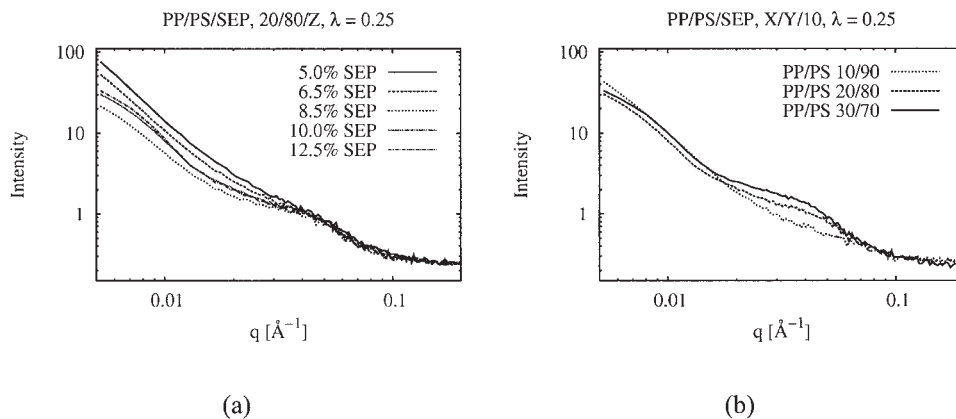 PP/PS/SEP, 20/80/Z, λ = 0.25
100
10
1
Intensity
5.0% SEP
6.5% SEP
8.5% SEP
10.0% SEP
12.5% SEP
0.01
0.1
q [Å⁻¹]
(a)
PP/PS/SEP, X/Y/10, λ = 0.25
100
10
1
Intensity
PP/PS 10/90
PP/PS 20/80
PP/PS 30/70
0.01
0.1
q [Å⁻¹]
(b)